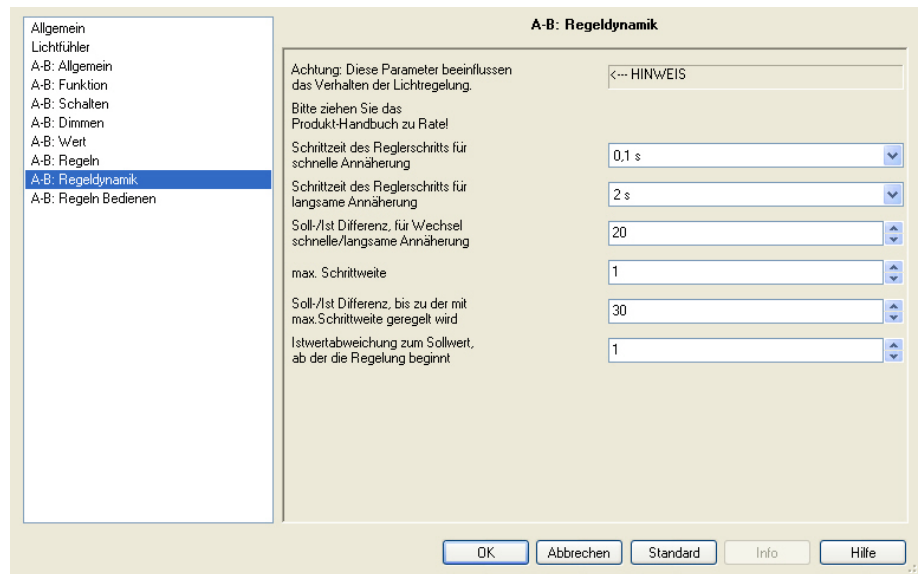 Allgemein
Lichtfühler
A-B: Allgemein
A-B: Funktion
A-B: Schalten
A-B: Dimmen
A-B: Wert
A-B: Regeln
A-B: Regeldynamik
A-B: Regeln Bedienen
A-B: Regeldynamik
Achtung: Diese Parameter beeinflussen
das Verhalten der Lichtregelung.
<--- HINWEIS
Bitte ziehen Sie das
Produkt-Handbuch zu Rate!
Schrittzeit des Reglerschritts für
schnelle Annäherung
0,1 s
Schrittzeit des Reglerschritts für
langsame Annäherung
2 s
Soll-/Ist Differenz, für Wechsel
schnelle/langsame Annäherung
20
max. Schrittweite
1
Soll-/Ist Differenz, bis zu der mit
max.Schrittweite geregelt wird
30
Istwertabweichung zum Sollwert,
ab der die Regelung beginnt
1
OK
Abbrechen
Standard
Info
Hilfe